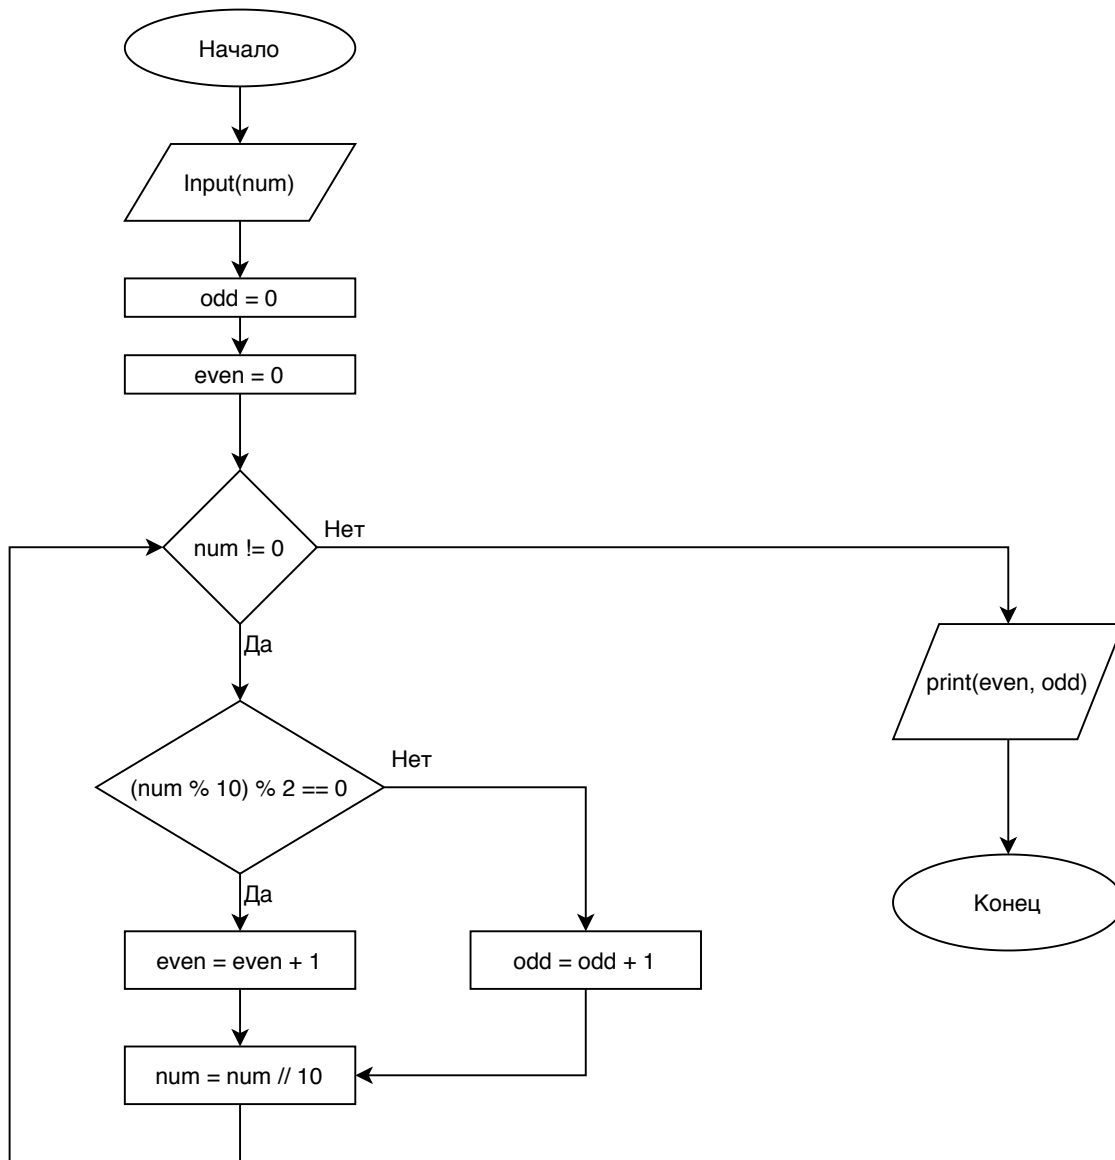 Начало
Input(num)
odd = 0
even = 0
num != 0
Нет
Да
print(even, odd)
(num % 10) % 2 == 0
Нет
Да
even = even + 1
odd = odd + 1
Конец
num = num // 10